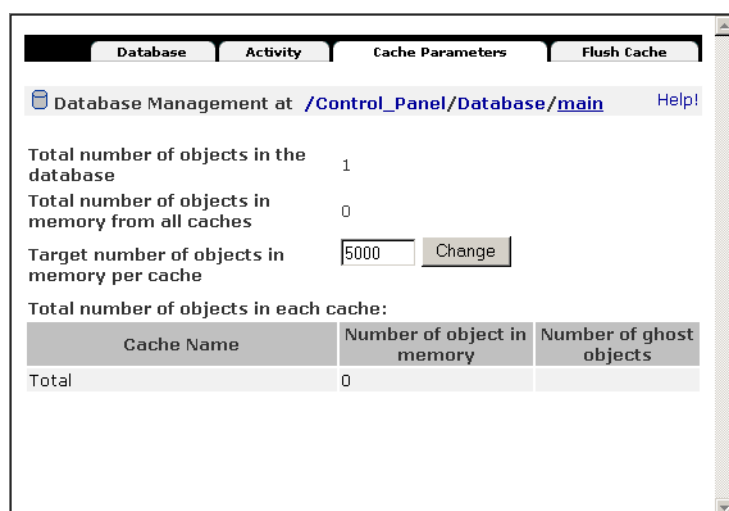 Database Activity Cache Parameters Flush Cache
Database Management at /Control_Panel/Database/main Help!
Total number of objects in the
database
1
Total number of objects in
memory from all caches
0
Target number of objects in
memory per cache
5000 Change
Total number of objects in each cache:
Cache Name Number of object in memory Number of ghost objects
Total 0